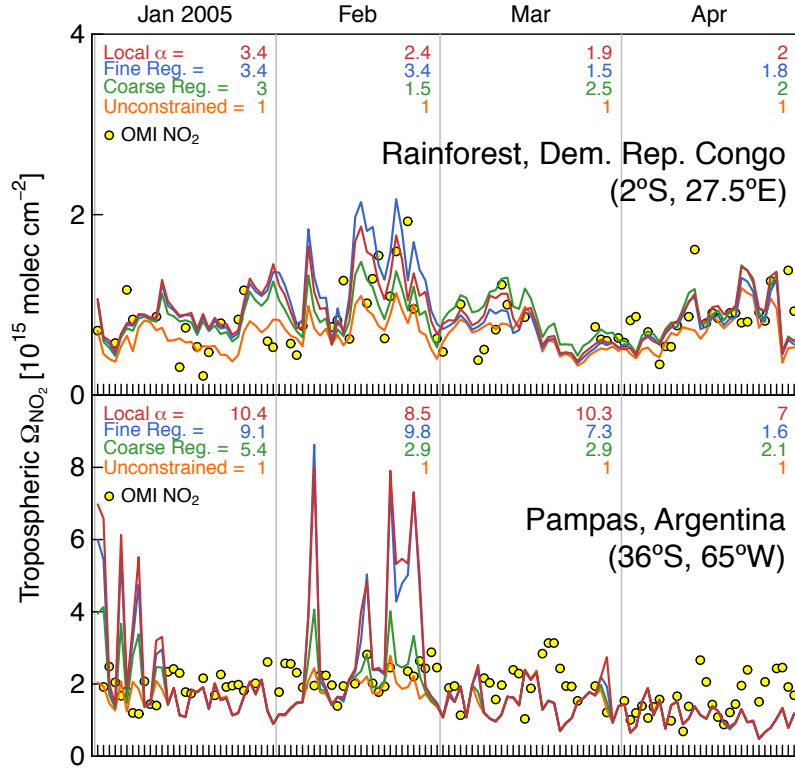 Jan 2005 Feb Mar Apr
Tropospheric Ω_NO₂ [10¹⁵ molec cm⁻²]
4
Local α = 3.4 2.4 1.9 2
Fine Reg. = 3.4 3.4 1.5 1.8
Coarse Reg. = 3 1.5 2.5 2
Unconstrained = 1 1 1 1
OMI NO₂
Rainforest, Dem. Rep. Congo
(2ºS, 27.5ºE)
2
0
Local α = 10.4 8.5 10.3 7
Fine Reg. = 9.1 9.8 7.3 1.6
Coarse Reg. = 5.4 2.9 2.9 2.1
Unconstrained = 1 1 1 1
8
OMI NO₂
Pampas, Argentina
(36ºS, 65ºW)
6
4
2
0